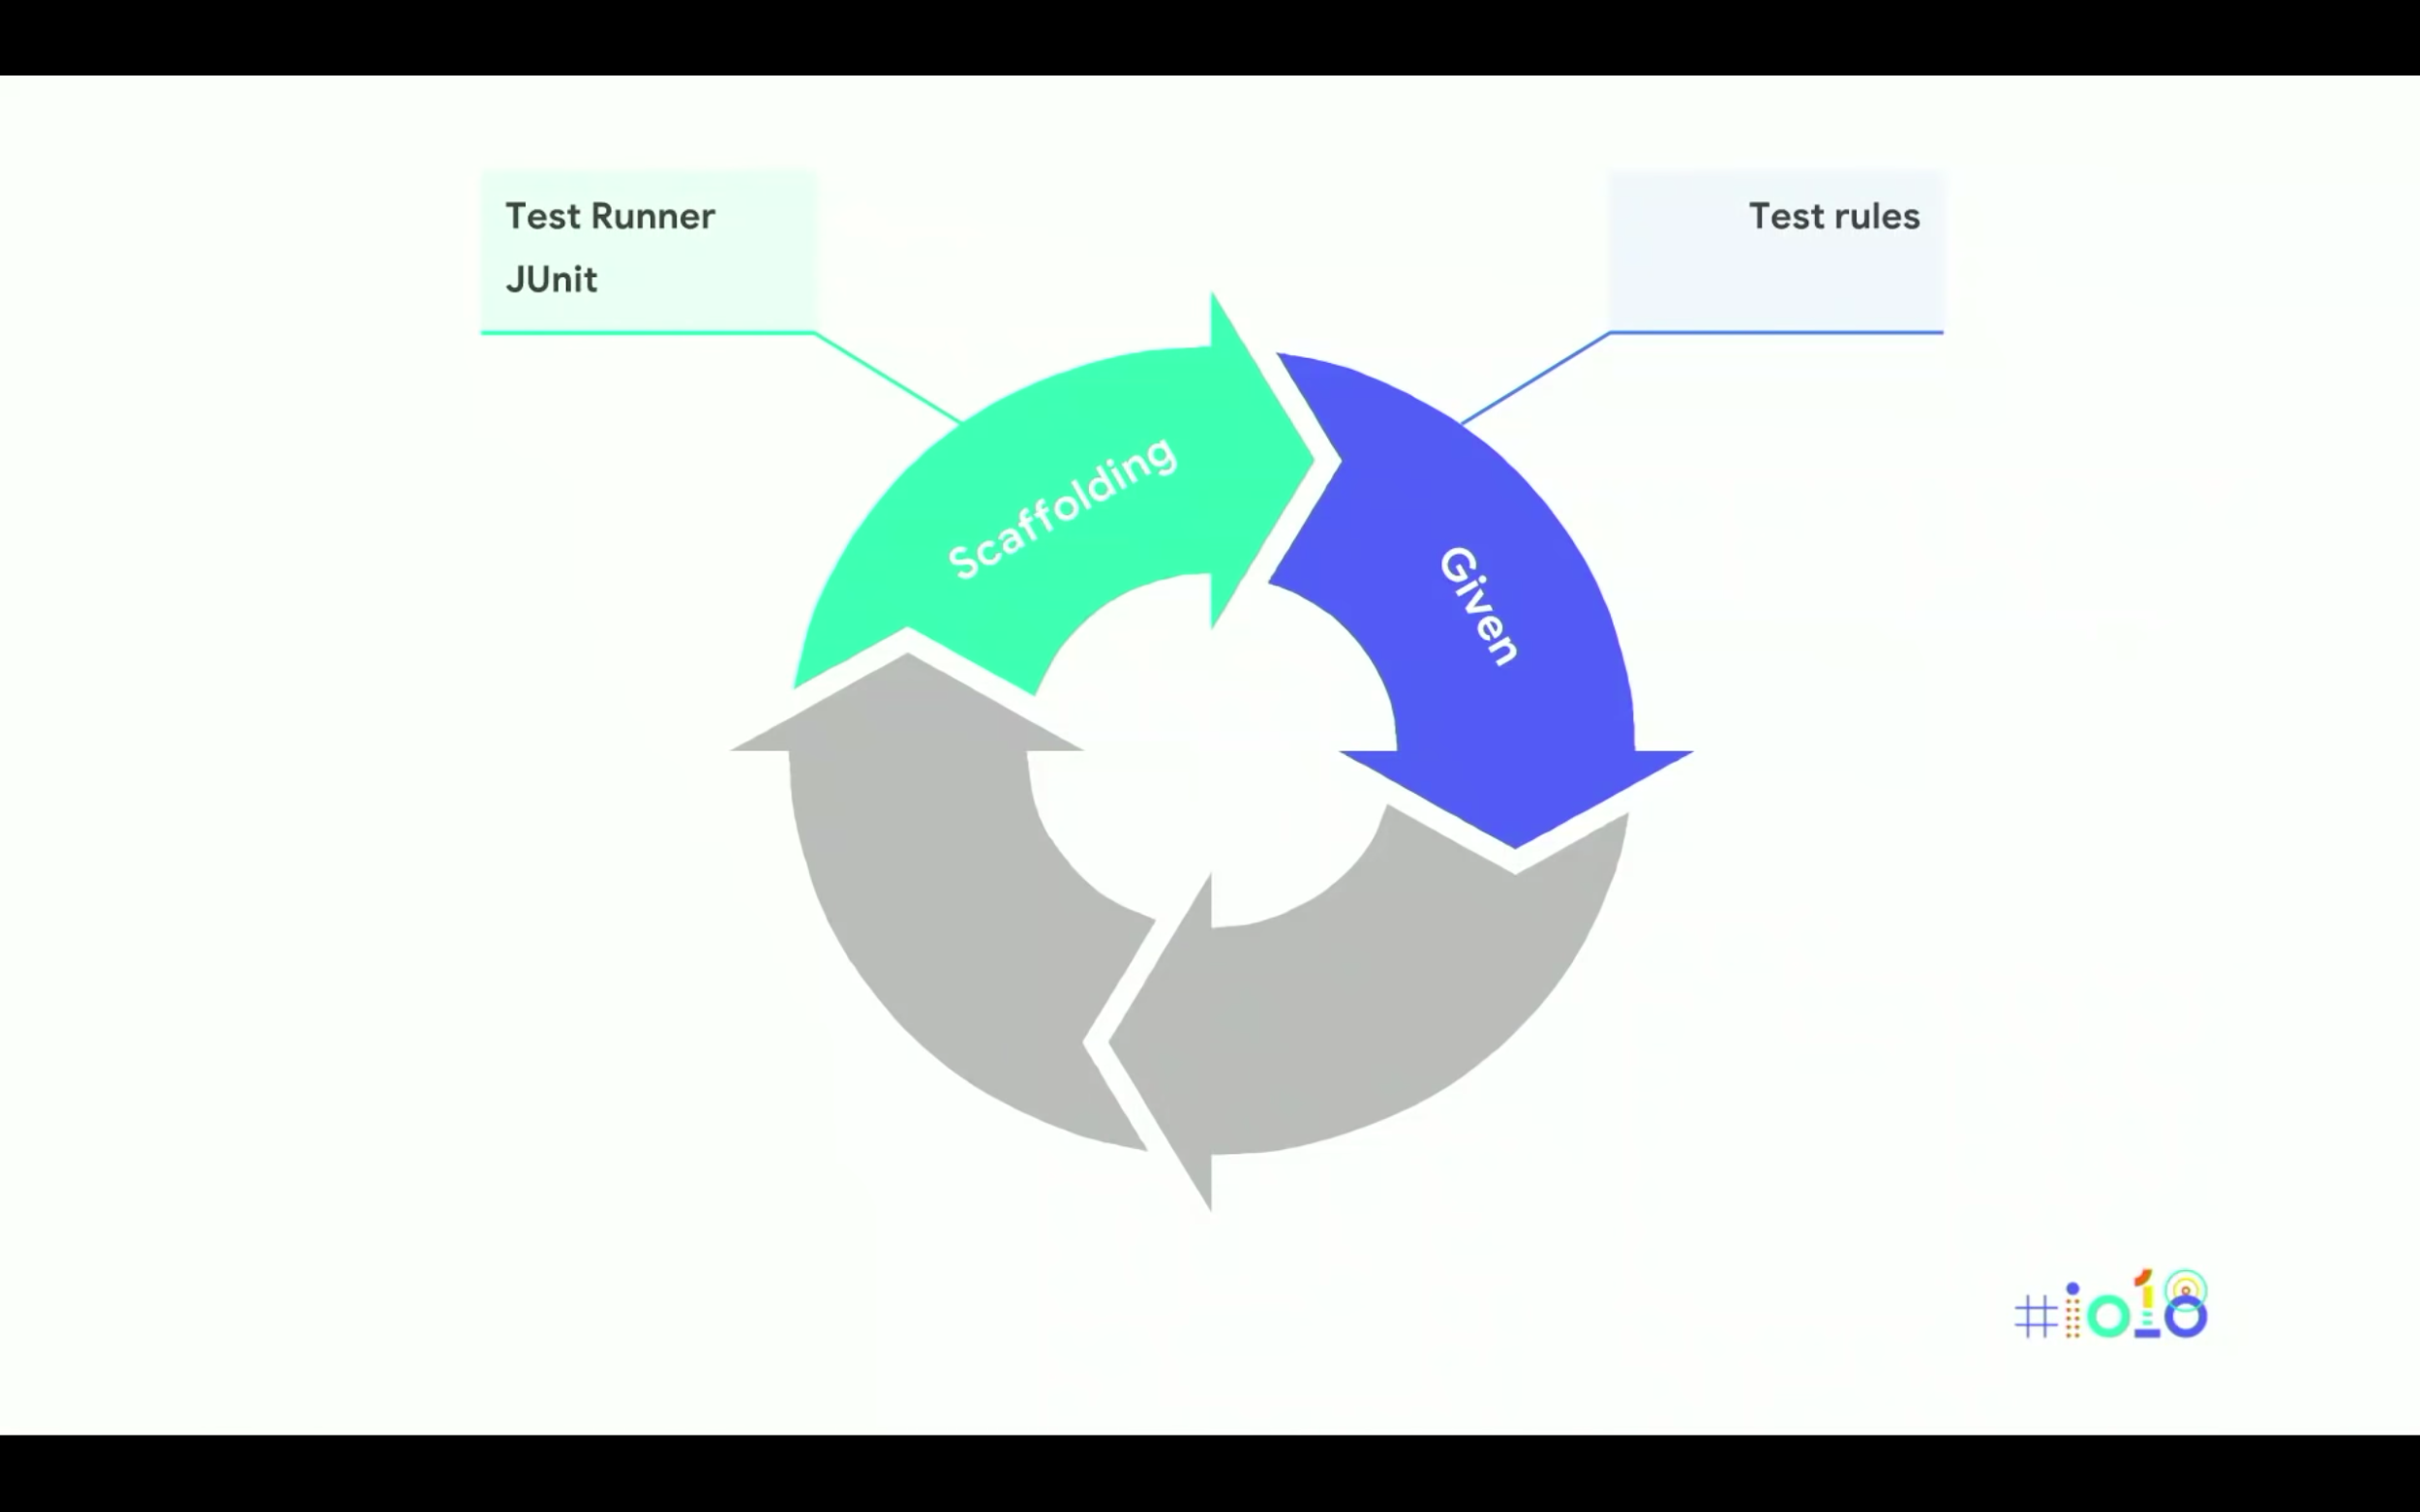 Test Runner
JUnit
Test rules
Scaffolding
Given
#io18